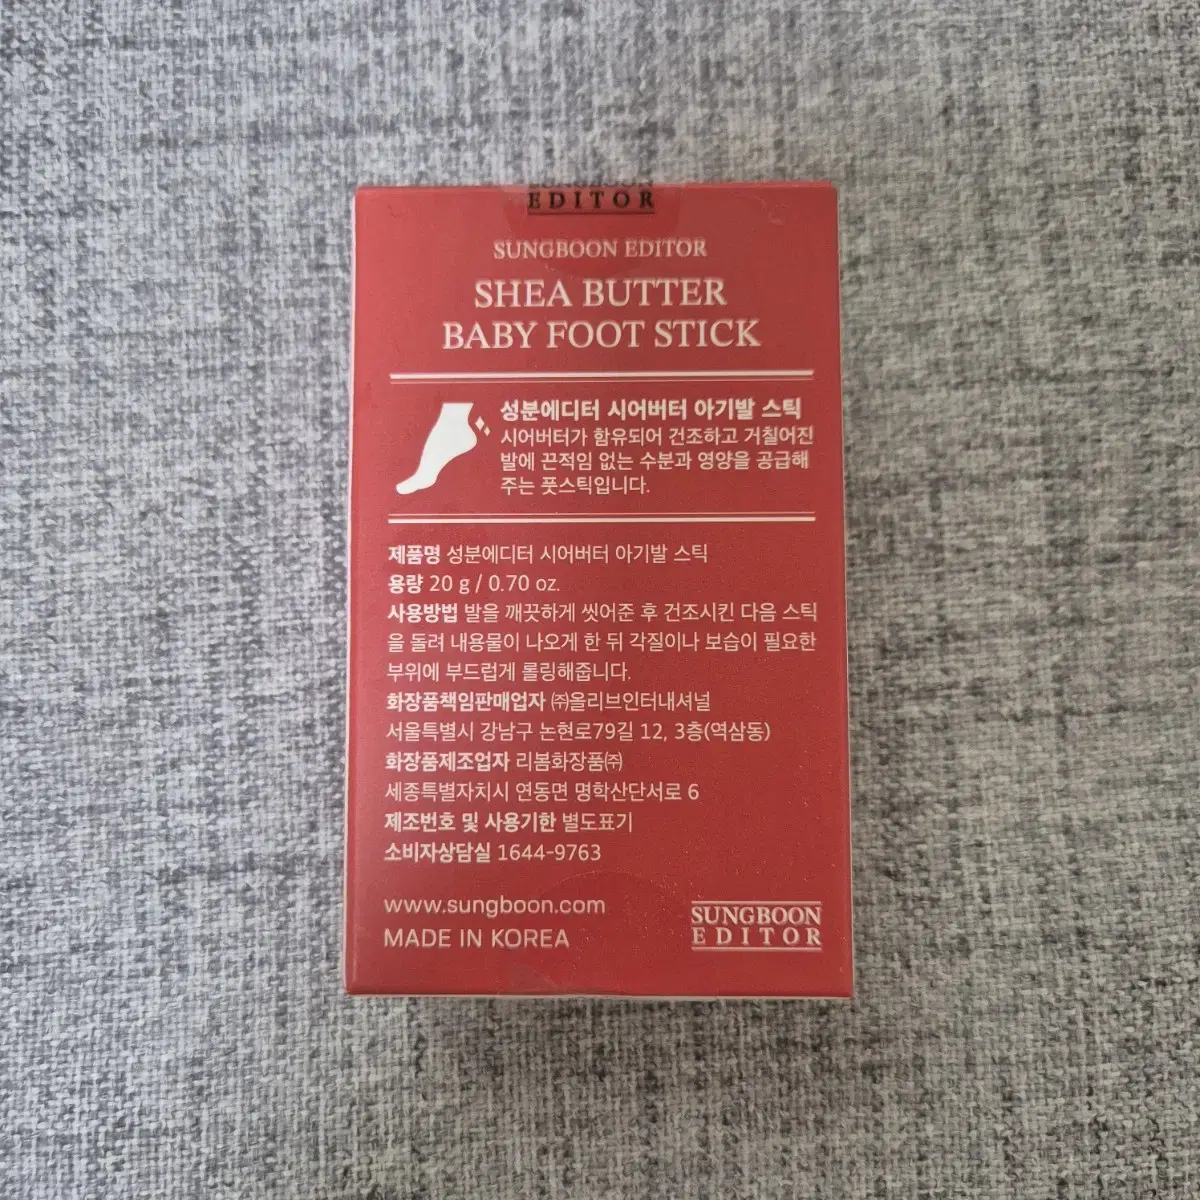 EDITOR
SUNGBOON EDITOR
SHEA BUTTER
BABY FOOT STICK
성분에디터 시어버터 아기발 스틱
시어버터가 함유되어 건조하고 거칠어진
발에 끈적임 없는 수분과 영양을 공급해
주는 풋스틱입니다.
제품명 성분에디터 시어버터 아기발 스틱
용량 20 g / 0.70 oz.
사용방법 발을 깨끗하게 씻어준 후 건조시킨 다음 스틱
을 돌려 내용물이 나오게 한 뒤 각질이나 보습이 필요한
부위에 부드럽게 롤링해줍니다.
화장품책임판매업자 ㈜올리브인터내셔널
서울특별시 강남구 논현로79길 12, 3층(역삼동)
화장품제조업자 리봄화장품㈜
세종특별자치시 연동면 명학산단서로 6
제조번호 및 사용기한 별도표기
소비자상담실 1644-9763
www.sungboon.com
MADE IN KOREA
SUNGBOON
EDITOR